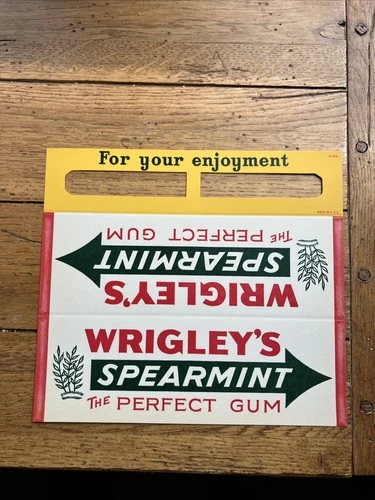 For your enjoyment
THE PERFECT GUM
SPEARMINT
WRIGLEY'S
WRIGLEY'S
SPEARMINT
THE PERFECT GUM